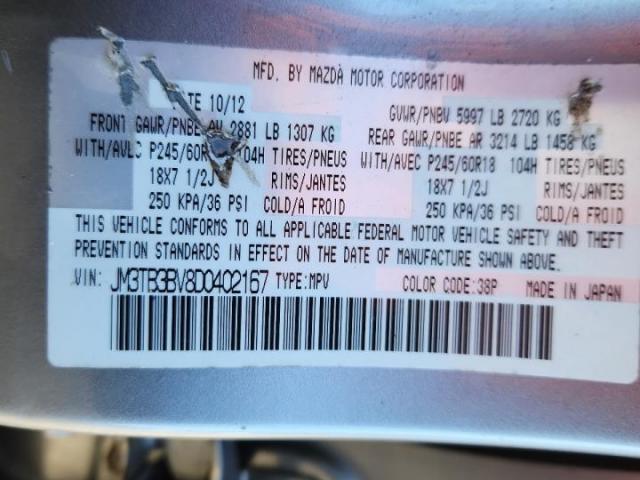 MFG. BY MAZDA MOTOR CORPORATION
TE 10/12 GVWR/PNBV 5997 LB 2720 KG
FRONT GAWR/PNBE AV 2881 LB 1307 KG REAR GAWR/PNBE AR 3214 LB 1458 KG
WITH/AVEC P245/60R 104H TIRES/PNEUS WITH/AVEC P245/60R18 104H TIRES/PNEUS
18X7 1/2J RIMS/JANTES 18X7 1/2J RIMS/JANTES
250 KPA/36 PSI COLD/A FROID 250 KPA/36 PSI COLD/A FROID
THIS VEHICLE CONFORMS TO ALL APPLICABLE FEDERAL MOTOR VEHICLE SAFETY AND THEFT
PREVENTION STANDARDS IN EFFECT ON THE DATE OF MANUFACTURE SHOWN ABOVE.
VIN: JM3TB3BV8D0402167 TYPE:MPV COLOR CODE:38P MADE IN JAPAN